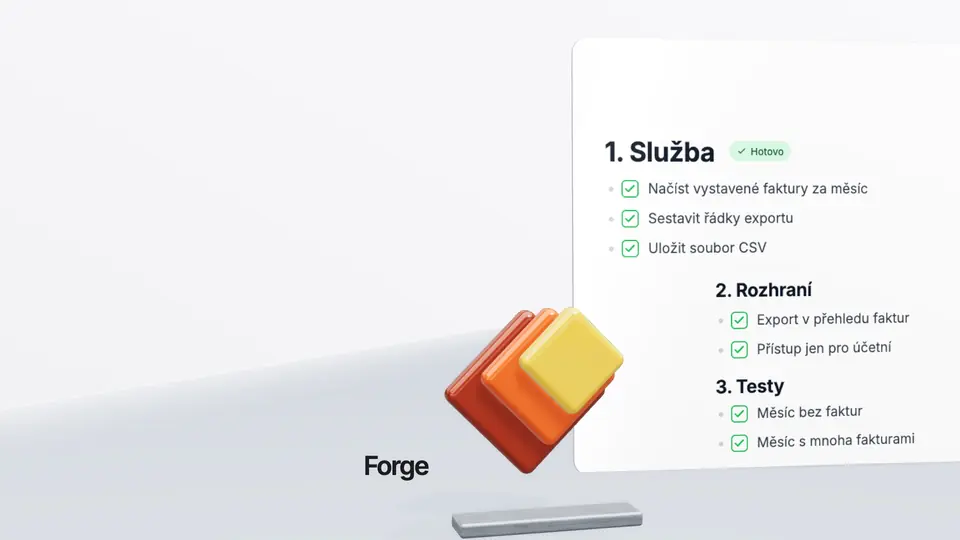 1. Služba
Hotovo
Načíst vystavené faktury za měsíc
Sestavit řádky exportu
Uložit soubor CSV
2. Rozhraní
Export v přehledu faktur
Přístup jen pro účetní
3. Testy
Měsíc bez faktur
Měsíc s mnoha fakturami
Forge